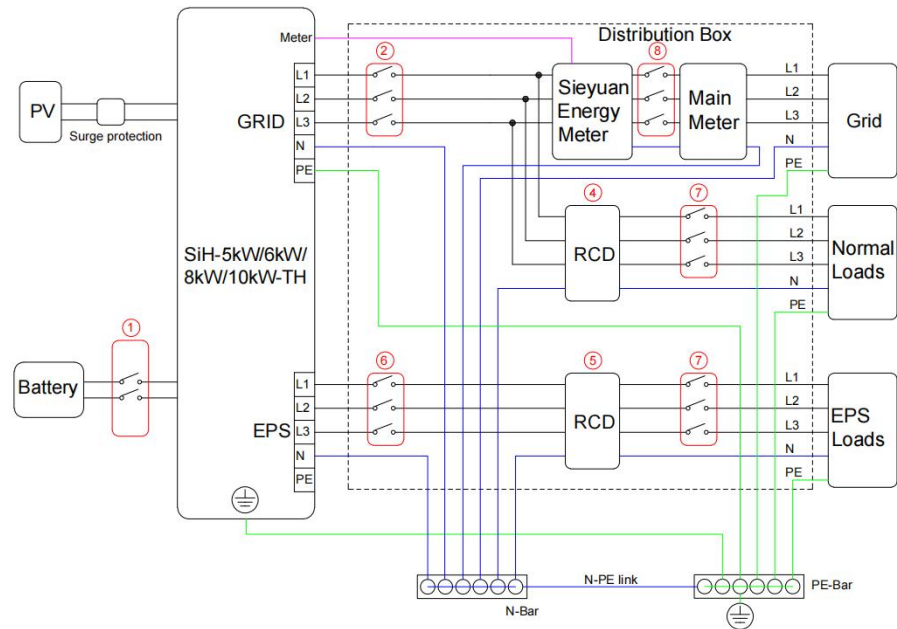 Distribution Box
Meter
②
⑧
L1
L2
L3
N
PE
GRID
Sieyuan
Energy
Meter
Main
Meter
L1
L2
L3
N
PE
Grid
PV
Surge protection
④
⑦
RCD
L1
L2
L3
N
PE
Normal
Loads
SiH-5kW/6kW/
8kW/10kW-TH
①
Battery
⑥
⑤
⑦
L1
L2
L3
N
PE
EPS
RCD
L1
L2
L3
N
PE
EPS
Loads
N-PE link
N-Bar
PE-Bar